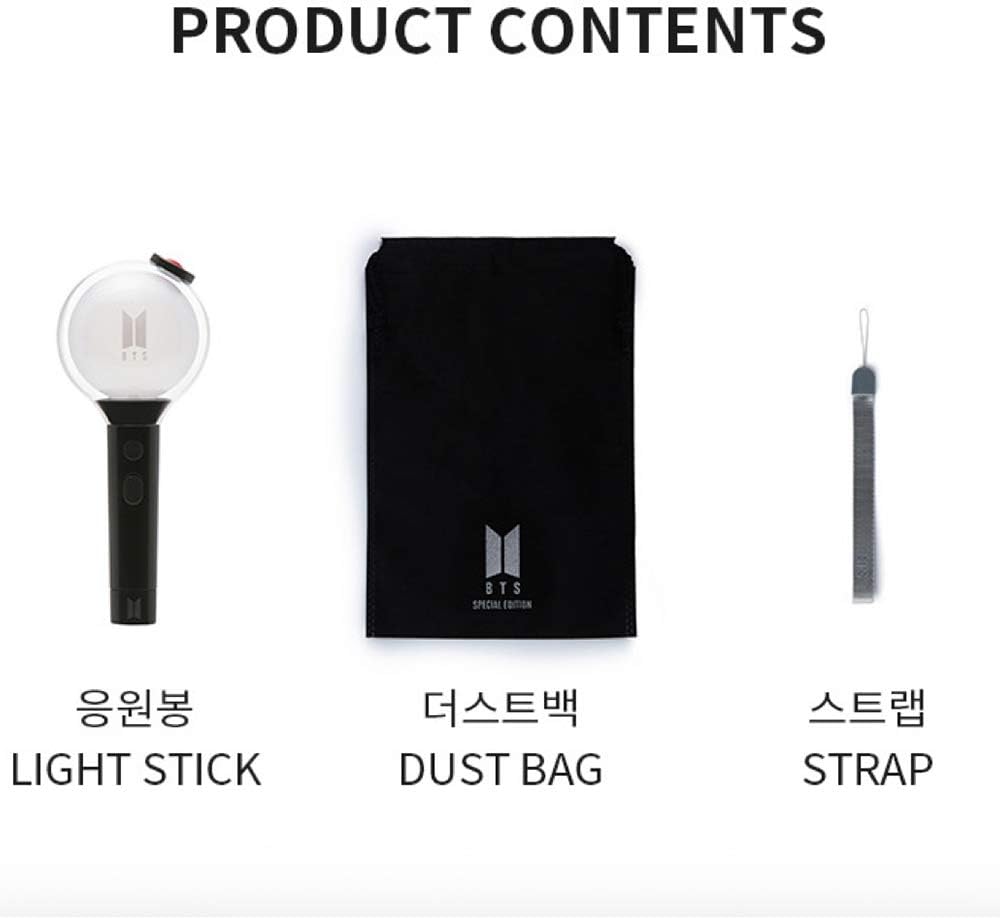 PRODUCT CONTENTS
BTS
BTS
SPECIAL EDITION
응원봉
더스트백
스트랩
LIGHT STICK
DUST BAG
STRAP